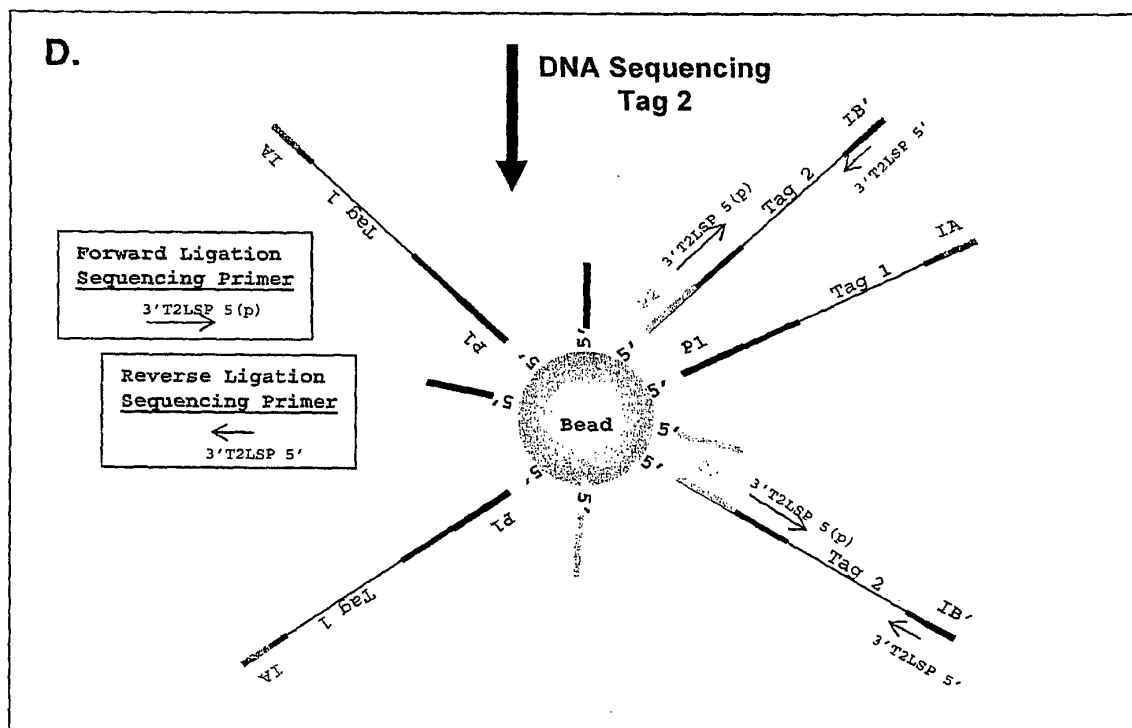 D.
DNA Sequencing
Tag 2
IA
Tag 1
P1
5'
Forward Ligation
Sequencing Primer
3'T2LSP 5(p)
Reverse Ligation
Sequencing Primer
3'T2LSP 5'
5'
5'
IB'
3'T2LSP 5'
Tag 2
3'T2LSP 5(p)
5'
IA
Tag 1
P1
5'
Bead
5'
5'
3'T2LSP 5(p)
Tag 2
IB'
3'T2LSP 5'
5'
5'
P1
Tag 1
IA